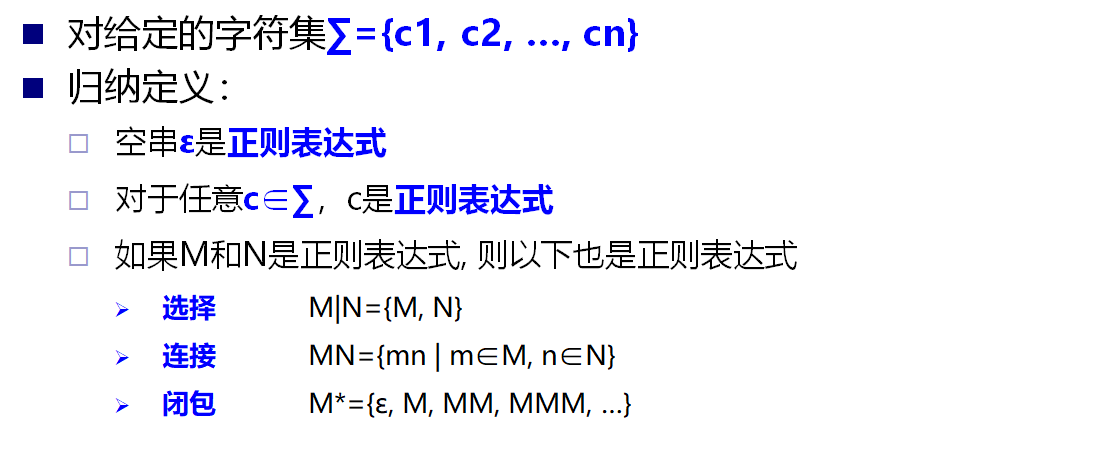 对给定的字符集∑={c1, c2, …, cn}
归纳定义：
空串ε是正则表达式
对于任意c∈∑，c是正则表达式
如果M和N是正则表达式, 则以下也是正则表达式
选择 M|N={M, N}
连接 MN={mn | m∈M, n∈N}
闭包 M*={ε, M, MM, MMM, …}